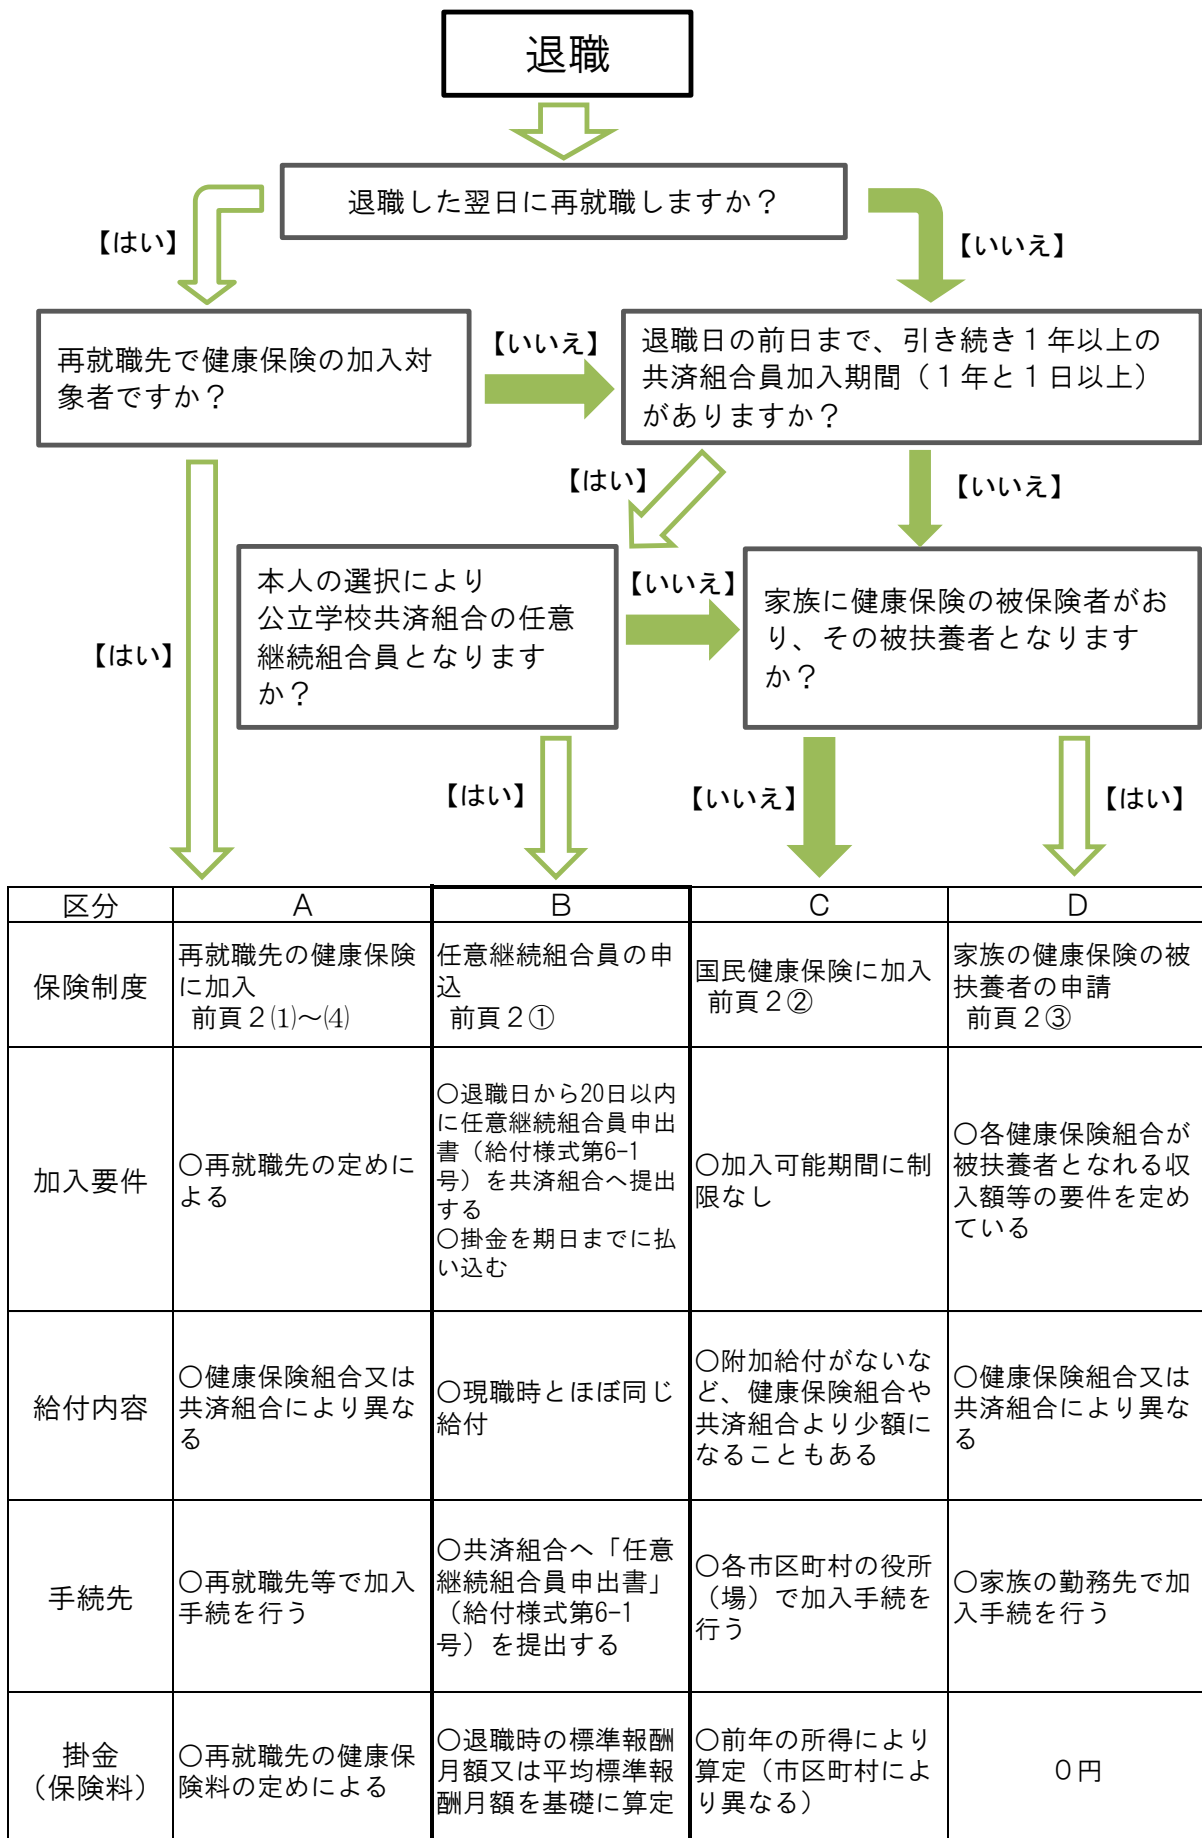 退職
退職した翌日に再就職しますか？
【はい】
【いいえ】
再就職先で健康保険の加入対
象者ですか？
【いいえ】
退職日の前日まで、引き続き１年以上の
共済組合員加入期間（１年と１日以上）
がありますか？
【はい】
【いいえ】
本人の選択により
公立学校共済組合の任意
継続組合員となります
か？
【いいえ】
家族に健康保険の被保険者がお
り、その被扶養者となります
か？
【はい】
【はい】
【いいえ】
【はい】
区分
A
B
C
D
保険制度
再就職先の健康保険
に加入
前頁２⑴～⑷
任意継続組合員の申
込
前頁２①
国民健康保険に加入
前頁２②
家族の健康保険の被
扶養者の申請
前頁２③
加入要件
○再就職先の定めに
よる
○退職日から20日以内
に任意継続組合員申出
書（給付様式第6-1
号）を共済組合へ提出
する
○掛金を期日までに払
い込む
○加入可能期間に制
限なし
○各健康保険組合が
被扶養者となれる収
入額等の要件を定め
ている
給付内容
○健康保険組合又は
共済組合により異な
る
○現職時とほぼ同じ
給付
○附加給付がないな
ど、健康保険組合や
共済組合より少額に
なることもある
○健康保険組合又は
共済組合により異な
る
手続先
○再就職先等で加入
手続を行う
○共済組合へ「任意
継続組合員申出書」
（給付様式第6-1
号）を提出する
○各市区町村の役所
（場）で加入手続を
行う
○家族の勤務先で加
入手続を行う
掛金
（保険料）
○再就職先の健康保
険料の定めによる
○退職時の標準報酬
月額又は平均標準報
酬月額を基礎に算定
○前年の所得により
算定（市区町村によ
り異なる）
０円